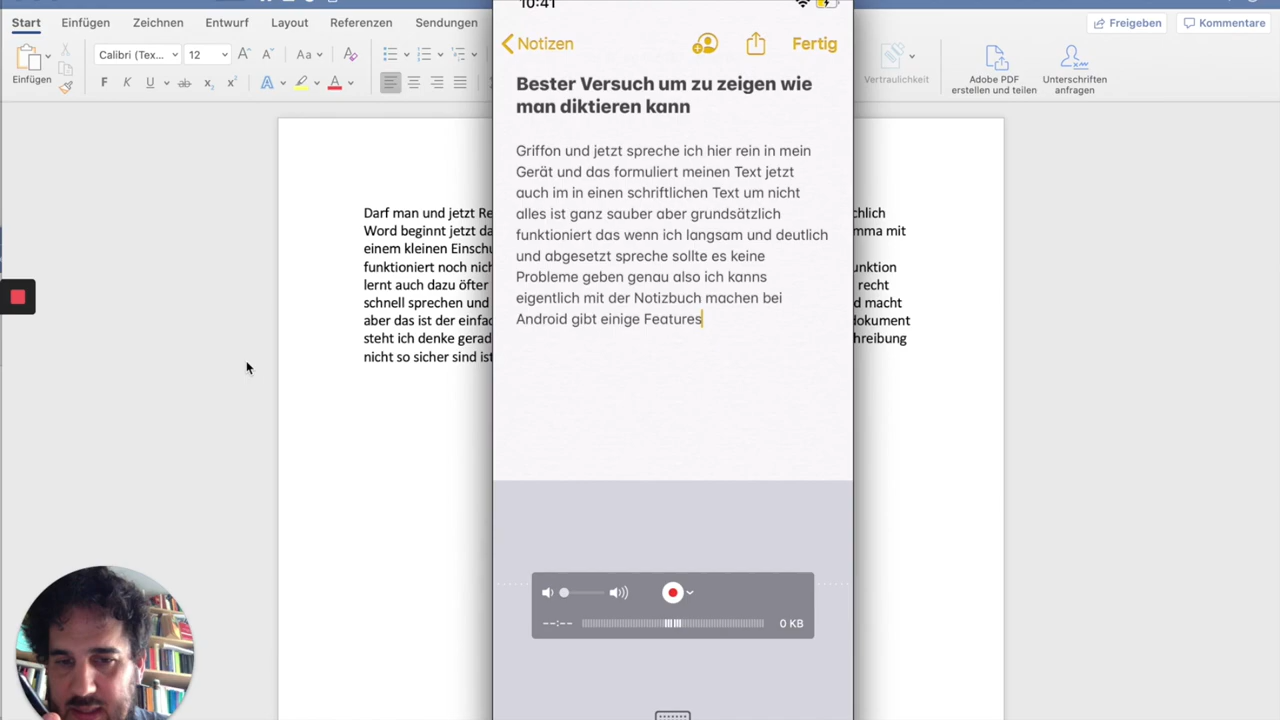 Start Einfügen Zeichnen Entwurf Layout Referenzen Sendungen
Freigeben Kommentare
Calibri (Tex... 12 Aa
Einfügen
F K U ab x₂ x² A A
Vertraulichkeit
Adobe PDF
erstellen und teilen
Unterschriften
anfragen
10:41
Notizen Fertig
Bester Versuch um zu zeigen wie
man diktieren kann
Griffon und jetzt spreche ich hier rein in mein
Gerät und das formuliert meinen Text jetzt
auch im in einen schriftlichen Text um nicht
alles ist ganz sauber aber grundsätzlich
funktioniert das wenn ich langsam und deutlich
und abgesetzt spreche sollte es keine
Probleme geben genau also ich kanns
eigentlich mit der Notizbuch machen bei
Android gibt einige Features
--:-- 0 KB
Darf man und jetzt Re chlich
Word beginnt jetzt da mma mit
einem kleinen Einschu
funktioniert noch nich unktion
lernt auch dazu öfter recht
schnell sprechen und d macht
aber das ist der einfac dokument
steht ich denke gerad hreibung
nicht so sicher sind ist